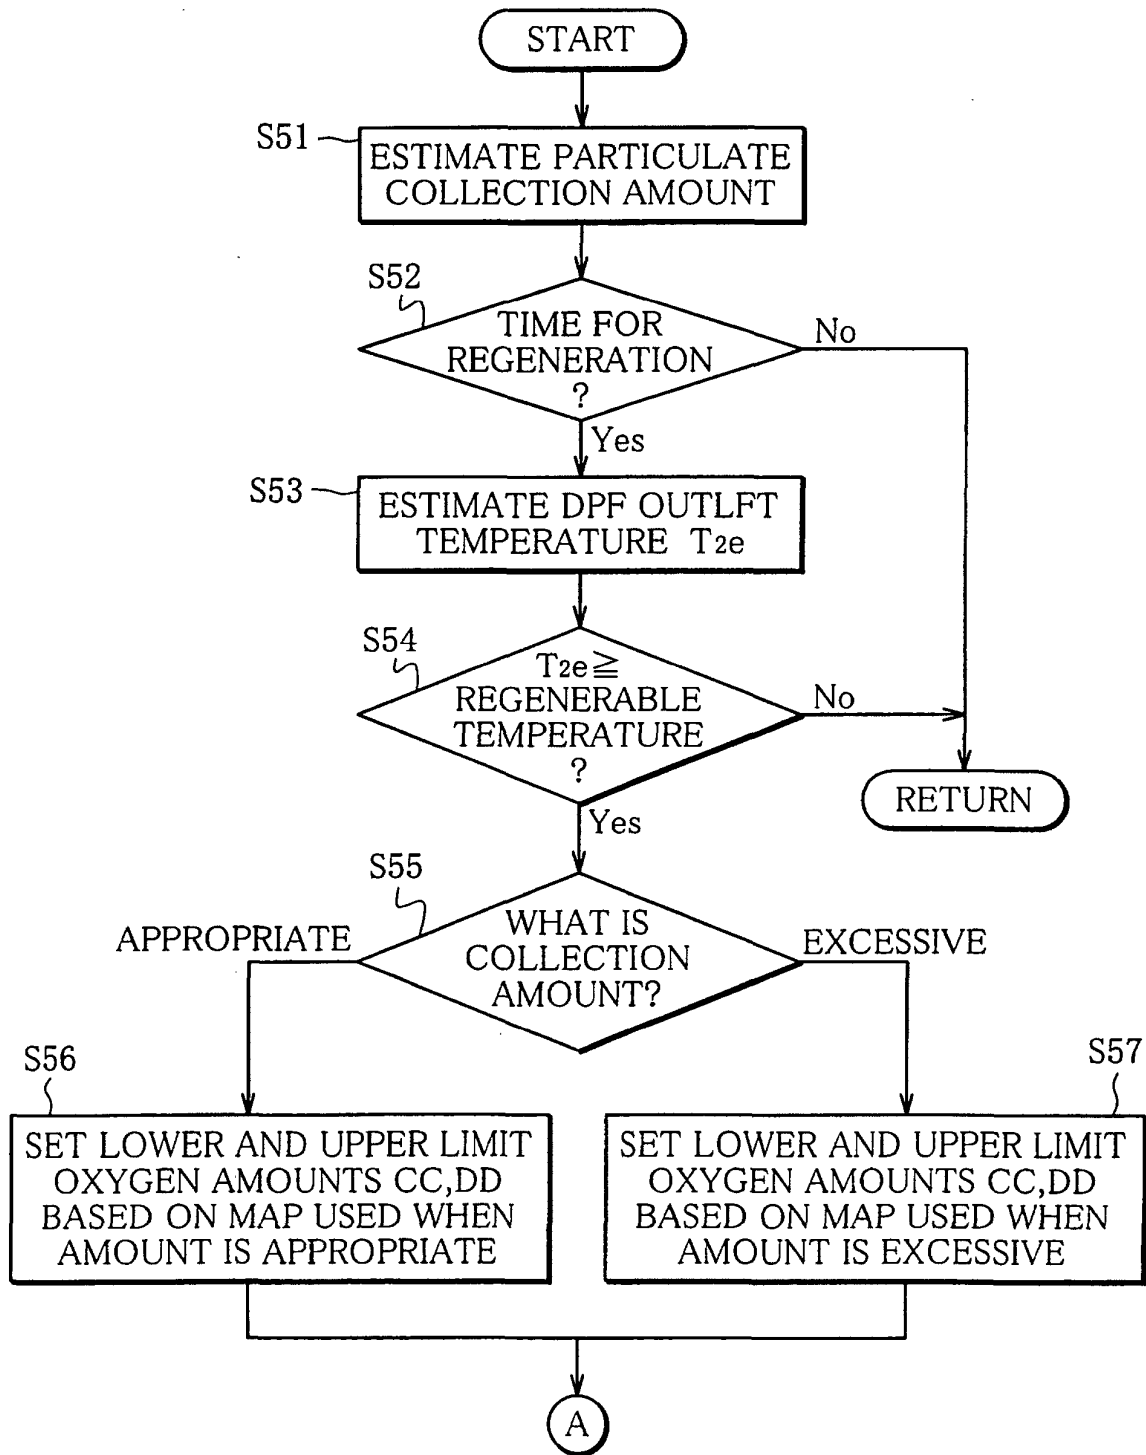 START
S51
ESTIMATE PARTICULATE
COLLECTION AMOUNT
S52
TIME FOR
REGENERATION
?
No
Yes
S53
ESTIMATE DPF OUTLFT
TEMPERATURE T2e
S54
T2e≧
REGENERABLE
TEMPERATURE
?
No
RETURN
Yes
S55
WHAT IS
COLLECTION
AMOUNT?
APPROPRIATE
EXCESSIVE
S56
SET LOWER AND UPPER LIMIT
OXYGEN AMOUNTS CC,DD
BASED ON MAP USED WHEN
AMOUNT IS APPROPRIATE
S57
SET LOWER AND UPPER LIMIT
OXYGEN AMOUNTS CC,DD
BASED ON MAP USED WHEN
AMOUNT IS EXCESSIVE
A